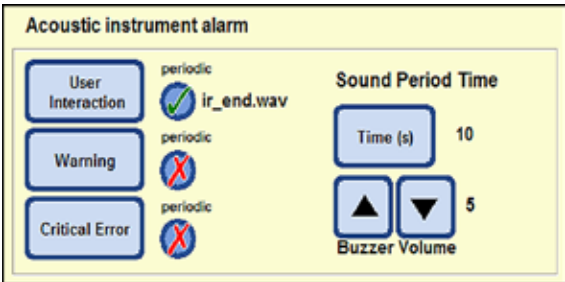 Acoustic instrument alarm
User
Interaction
periodic
ir_end.wav
Warning
periodic
Critical Error
periodic
Sound Period Time
Time (s)
10
5
Buzzer Volume